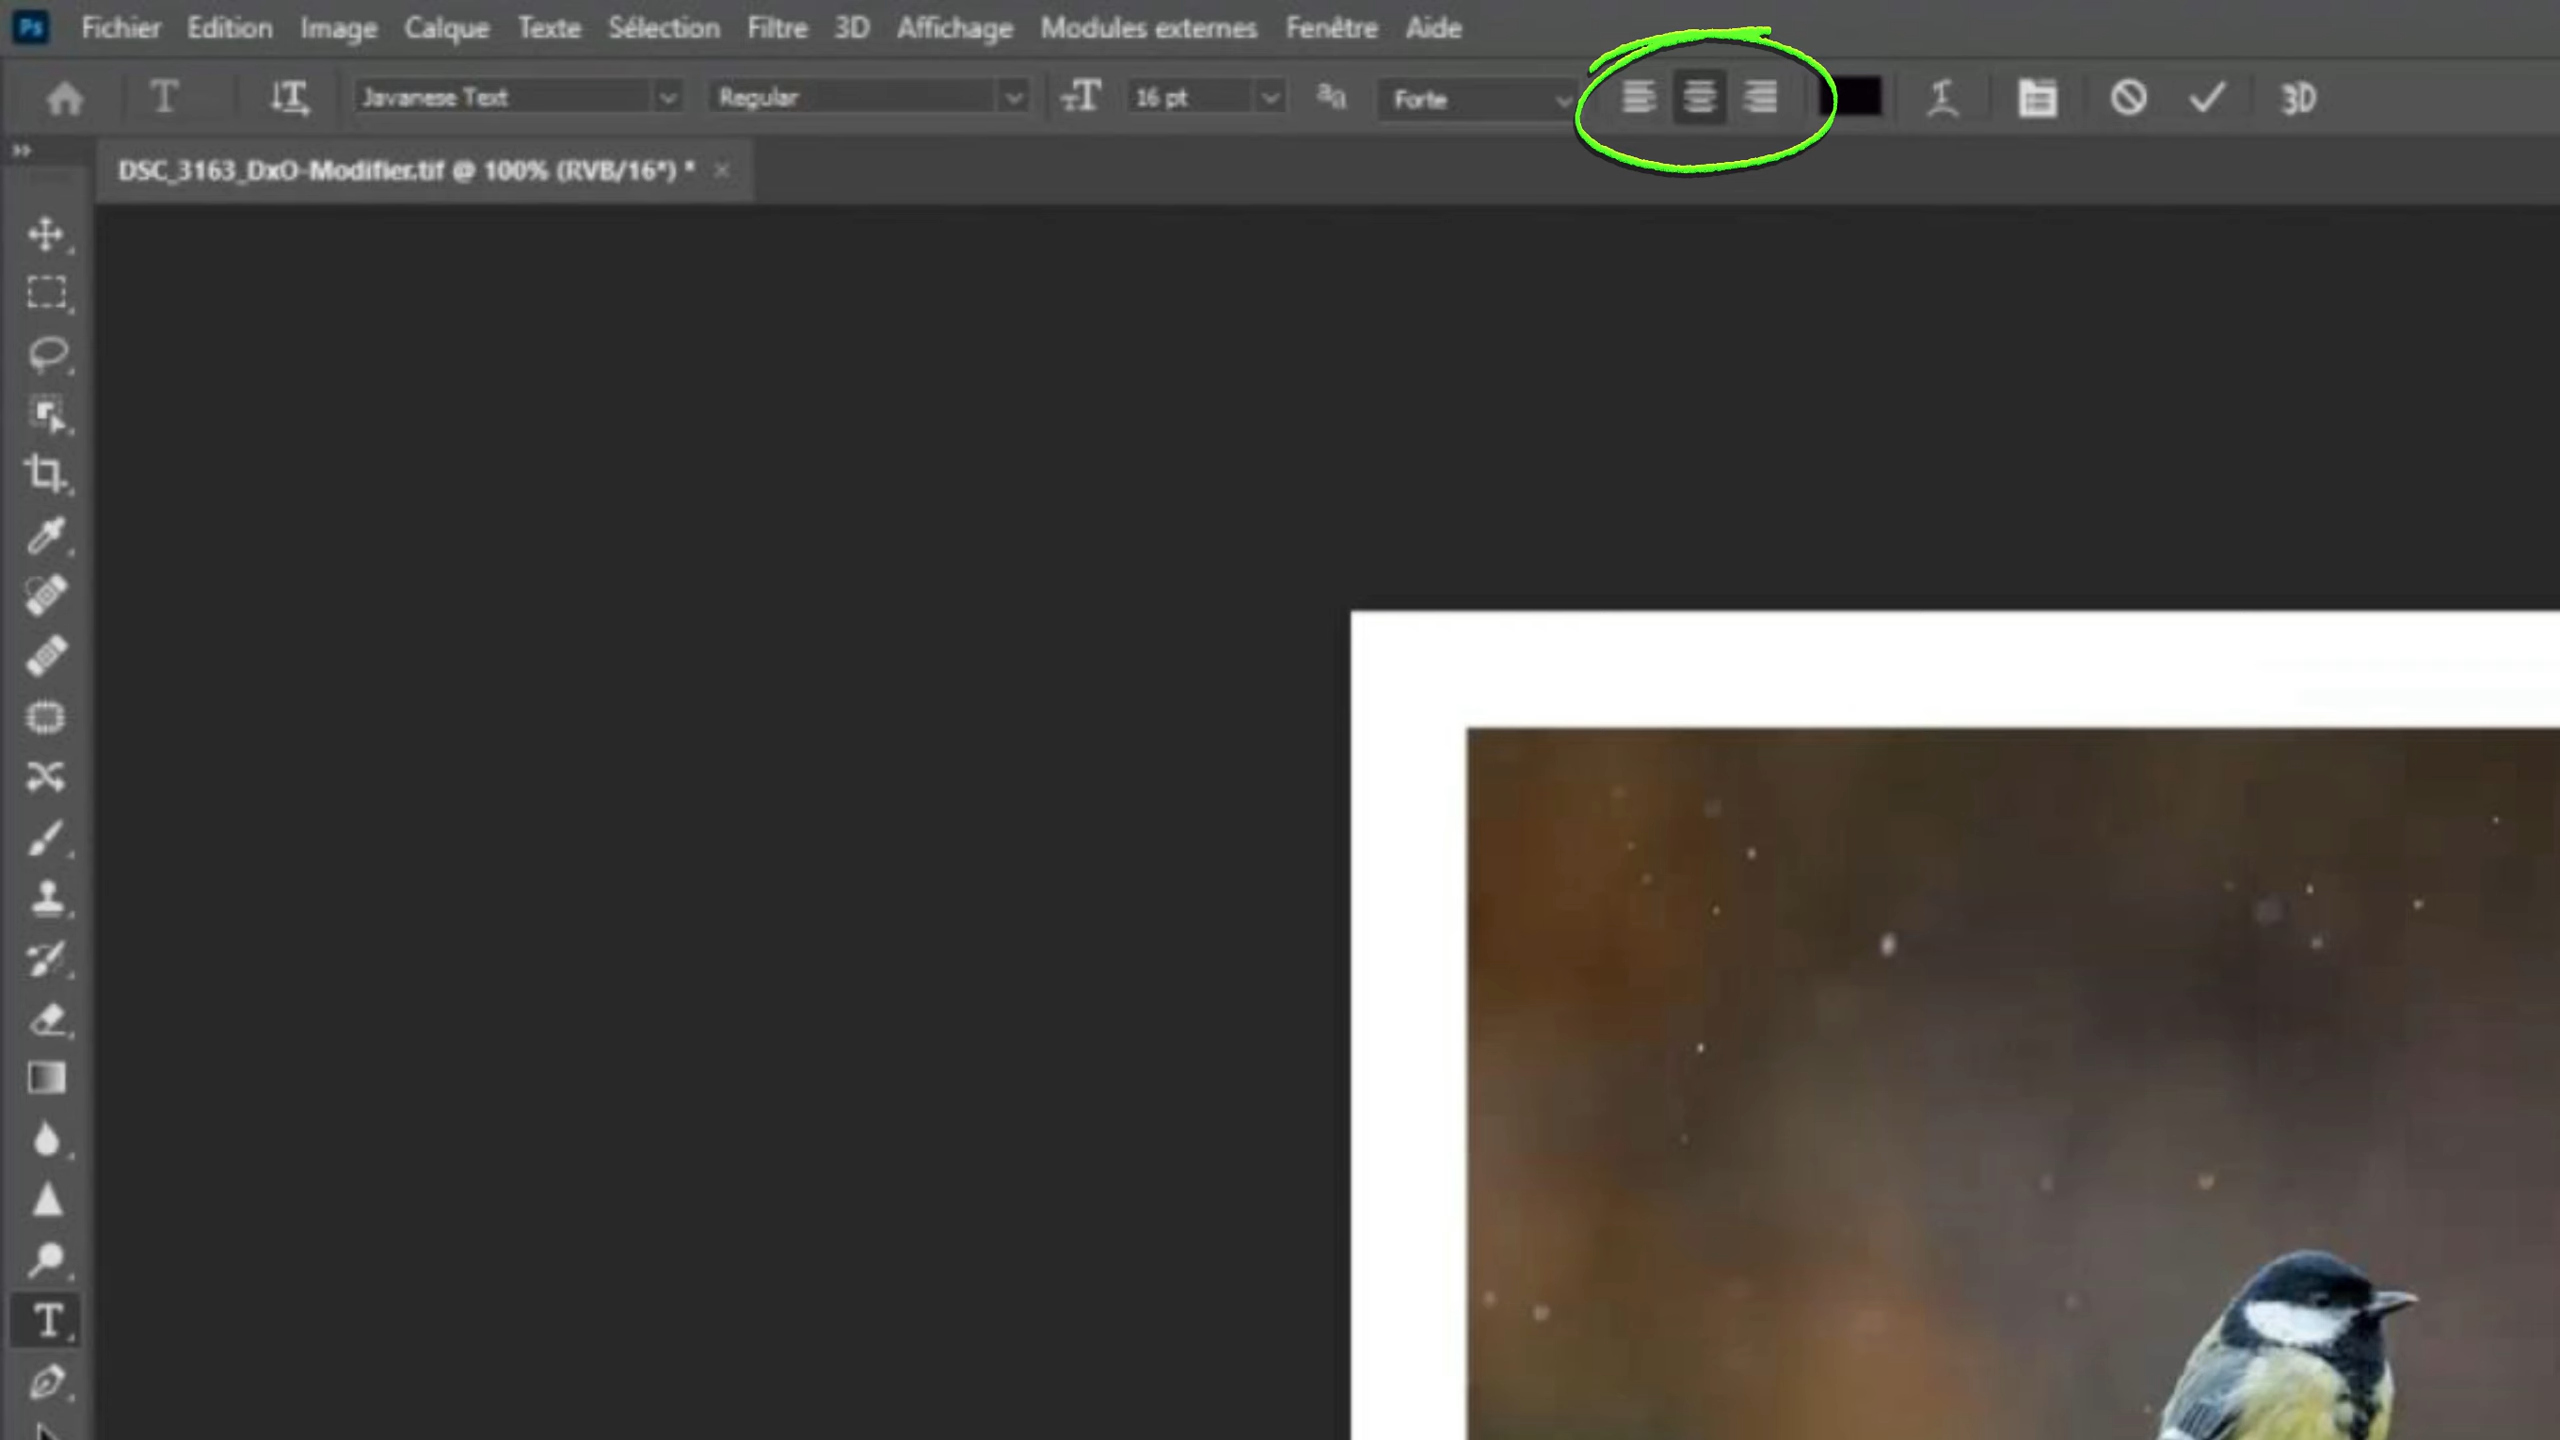 Ps Fichier Edition Image Calque Texte Sélection Filtre 3D Affichage Modules externes Fenêtre Aide
T Javanese Text Regular 16 pt aa Forte 3D
DSC_3163_DxO-Modifier.tif @ 100% (RVB/16*) *
T